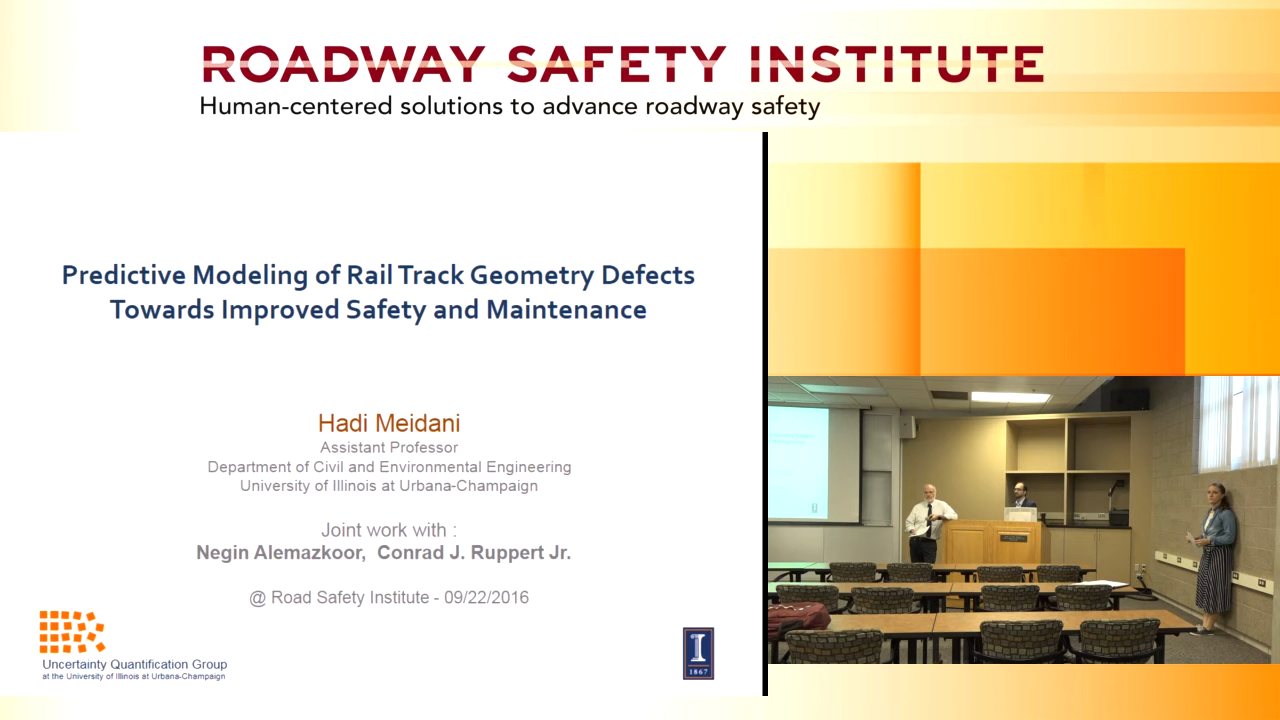 ROADWAY SAFETY INSTITUTE
Human-centered solutions to advance roadway safety
Predictive Modeling of Rail Track Geometry Defects
Towards Improved Safety and Maintenance
Hadi Meidani
Assistant Professor
Department of Civil and Environmental Engineering
University of Illinois at Urbana-Champaign
Joint work with :
Negin Alemazkoor, Conrad J. Ruppert Jr.
@ Road Safety Institute - 09/22/2016
Uncertainty Quantification Group
at the University of Illinois at Urbana-Champaign
I
1867